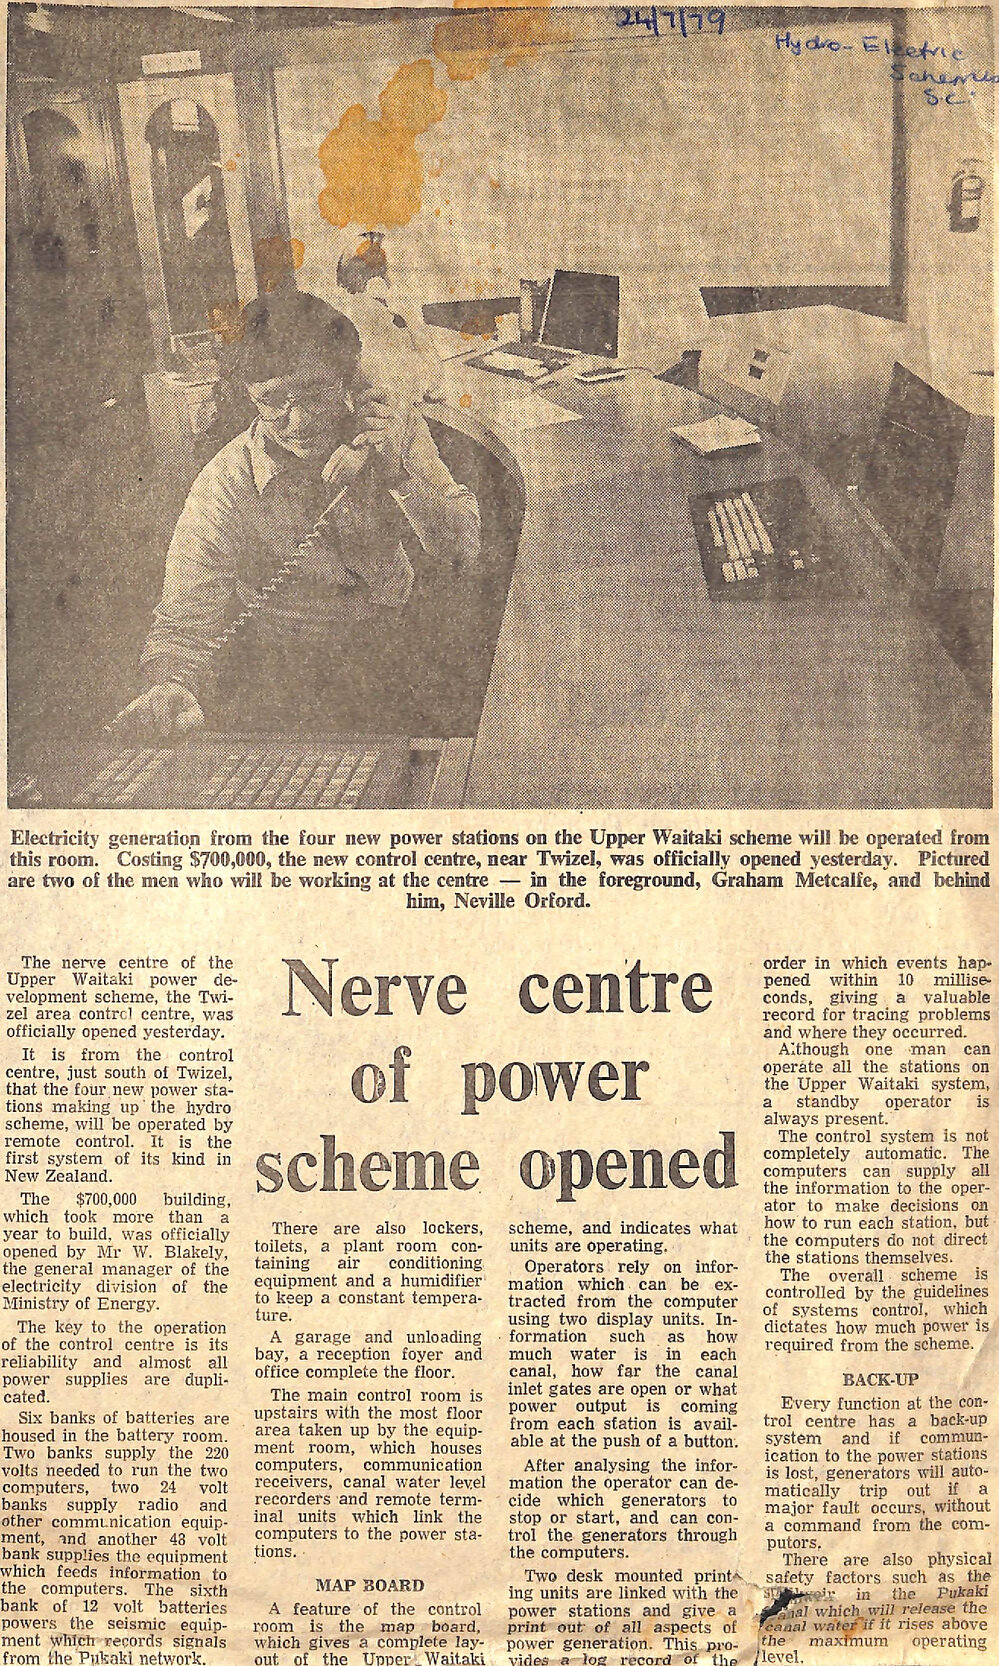 24/7/79
Hydro-Electric
Schemes
S.C.
Electricity generation from the four new power stations on the Upper Waitaki scheme will be operated from
this room. Costing $700,000, the new control centre, near Twizel, was officially opened yesterday. Pictured
are two of the men who will be working at the centre — in the foreground, Graham Metcalfe, and behind
him, Neville Orford.
Nerve centre
of power
scheme opened
The nerve centre of the
Upper Waitaki power de-
velopment scheme, the Twi-
zel area control centre, was
officially opened yesterday.
It is from the control
centre, just south of Twizel,
that the four new power sta-
tions making up the hydro
scheme, will be operated by
remote control. It is the
first system of its kind in
New Zealand.
The $700,000 building,
which took more than a
year to build, was officially
opened by Mr W. Blakely,
the general manager of the
electricity division of the
Ministry of Energy.
The key to the operation
of the control centre is its
reliability and almost all
power supplies are dupli-
cated.
Six banks of batteries are
housed in the battery room.
Two banks supply the 220
volts needed to run the two
computers, two 24 volt
banks supply radio and
other communication equip-
ment, and another 48 volt
bank supplies the equipment
which feeds information to
the computers. The sixth
bank of 12 volt batteries
powers the seismic equip-
ment which records signals
from the Pukaki network.
There are also lockers,
toilets, a plant room con-
taining air conditioning
equipment and a humidifier
to keep a constant tempera-
ture.
A garage and unloading
bay, a reception foyer and
office complete the floor.
The main control room is
upstairs with the most floor
area taken up by the equip-
ment room, which houses
computers, communication
receivers, canal water level
recorders and remote term-
inal units which link the
computers to the power sta-
tions.
MAP BOARD
A feature of the control
room is the map board,
which gives a complete lay-
out of the Upper Waitaki
scheme, and indicates what
units are operating.
Operators rely on infor-
mation which can be ex-
tracted from the computer
using two display units. In-
formation such as how
much water is in each
canal, how far the canal
inlet gates are open or what
power output is coming
from each station is avail-
able at the push of a button.
After analysing the infor-
mation the operator can de-
cide which generators to
stop or start, and can con-
trol the generators through
the computers.
Two desk mounted print-
ing units are linked with the
power stations and give a
print out of all aspects of
power generation. This pro-
vides a log record of the
order in which events hap-
pened within 10 millise-
conds, giving a valuable
record for tracing problems
and where they occurred.
Although one man can
operate all the stations on
the Upper Waitaki system,
a standby operator is
always present.
The control system is not
completely automatic. The
computers can supply all
the information to the oper-
ator to make decisions on
how to run each station, but
the computers do not direct
the stations themselves.
The overall scheme is
controlled by the guidelines
of systems control, which
dictates how much power is
required from the scheme.
BACK-UP
Every function at the con-
trol centre has a back-up
system and if commun-
ication to the power stations
is lost, generators will auto-
matically trip out if a
major fault occurs, without
a command from the com-
putors.
There are also physical
safety factors such as the
in the Pukaki
canal which will release the
canal water if it rises above
the maximum operating
level.